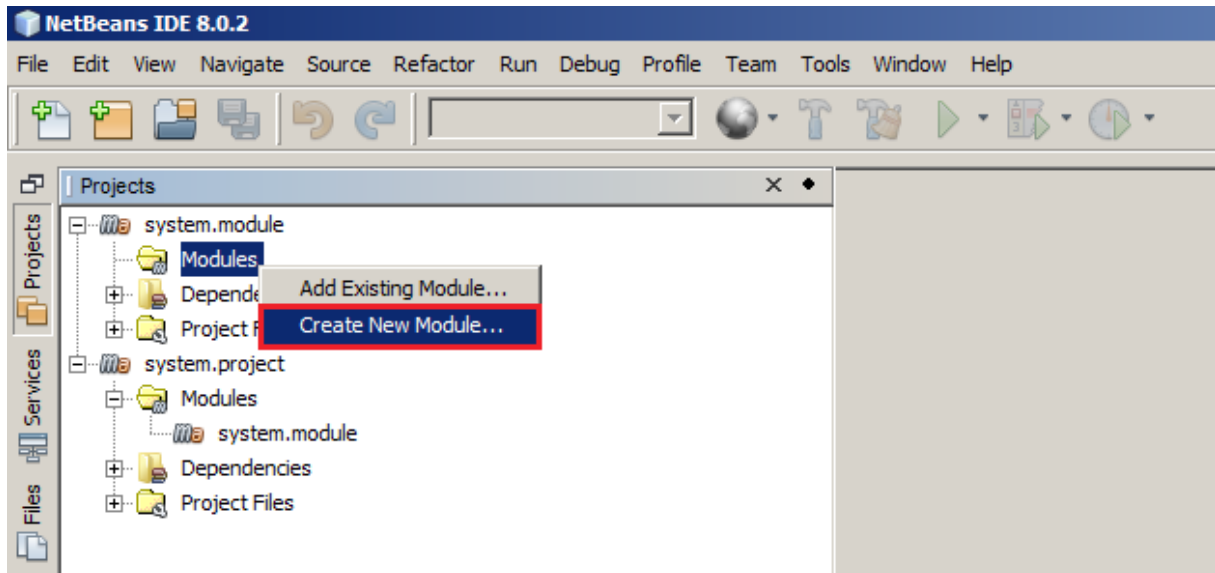 NetBeans IDE 8.0.2
File Edit View Navigate Source Refactor Run Debug Profile Team Tools Window Help
Projects
Projects
Services
Files
system.module
Modules
Add Existing Module...
Depende
Create New Module...
Project F
system.project
Modules
system.module
Dependencies
Project Files